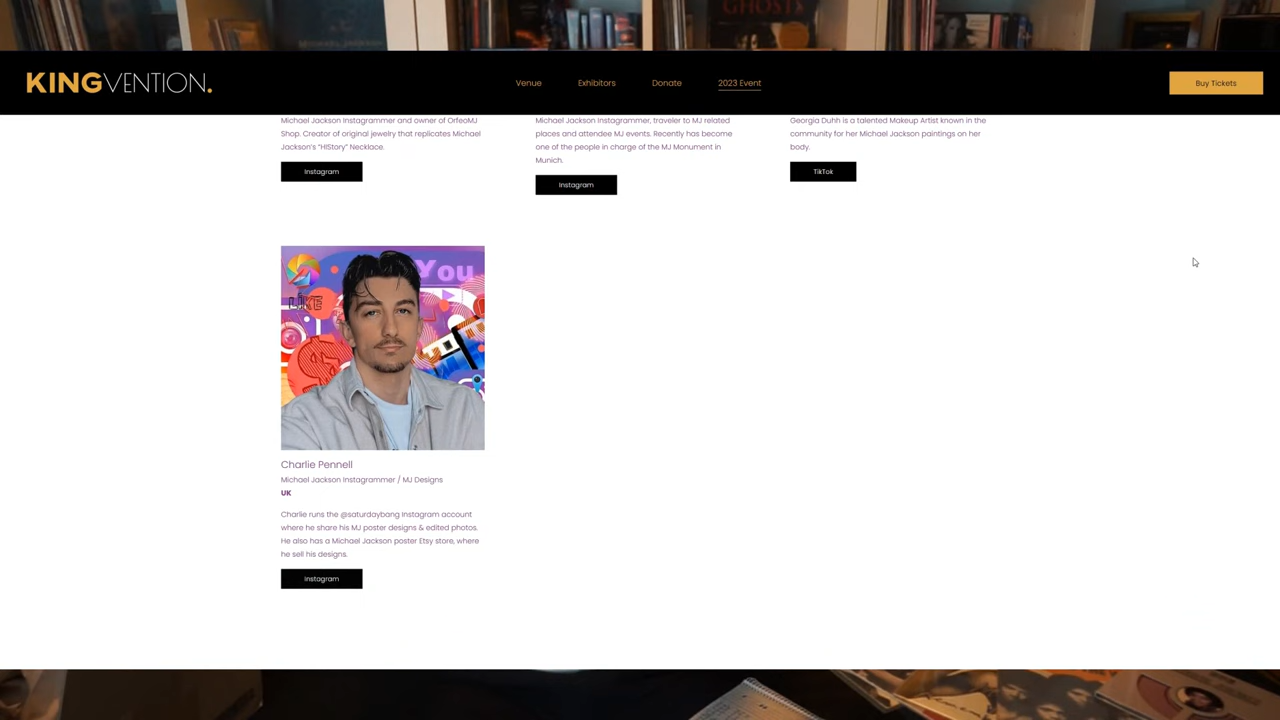 GHOSTS
MICHAEL JACKSON
KINGVENTION.
Venue
Exhibitors
Donate
2023 Event
Buy Tickets
Michael Jackson Instagrammer and owner of OrfeoMJ
Shop. Creator of original jewelry that replicates Michael
Jackson's "HIStory" Necklace.
Instagram
Michael Jackson Instagrammer, traveler to MJ related
places and attendee MJ events. Recently has become
one of the people in charge of the MJ Monument in
Munich.
Instagram
Georgia Duhh is a talented Makeup Artist known in the
community for her Michael Jackson paintings on her
body.
TikTok
You
LIKE
Charlie Pennell
Michael Jackson Instagrammer / MJ Designs
UK
Charlie runs the @saturdaybang Instagram account
where he share his MJ poster designs & edited photos.
He also has a Michael Jackson poster Etsy store, where
he sell his designs.
Instagram